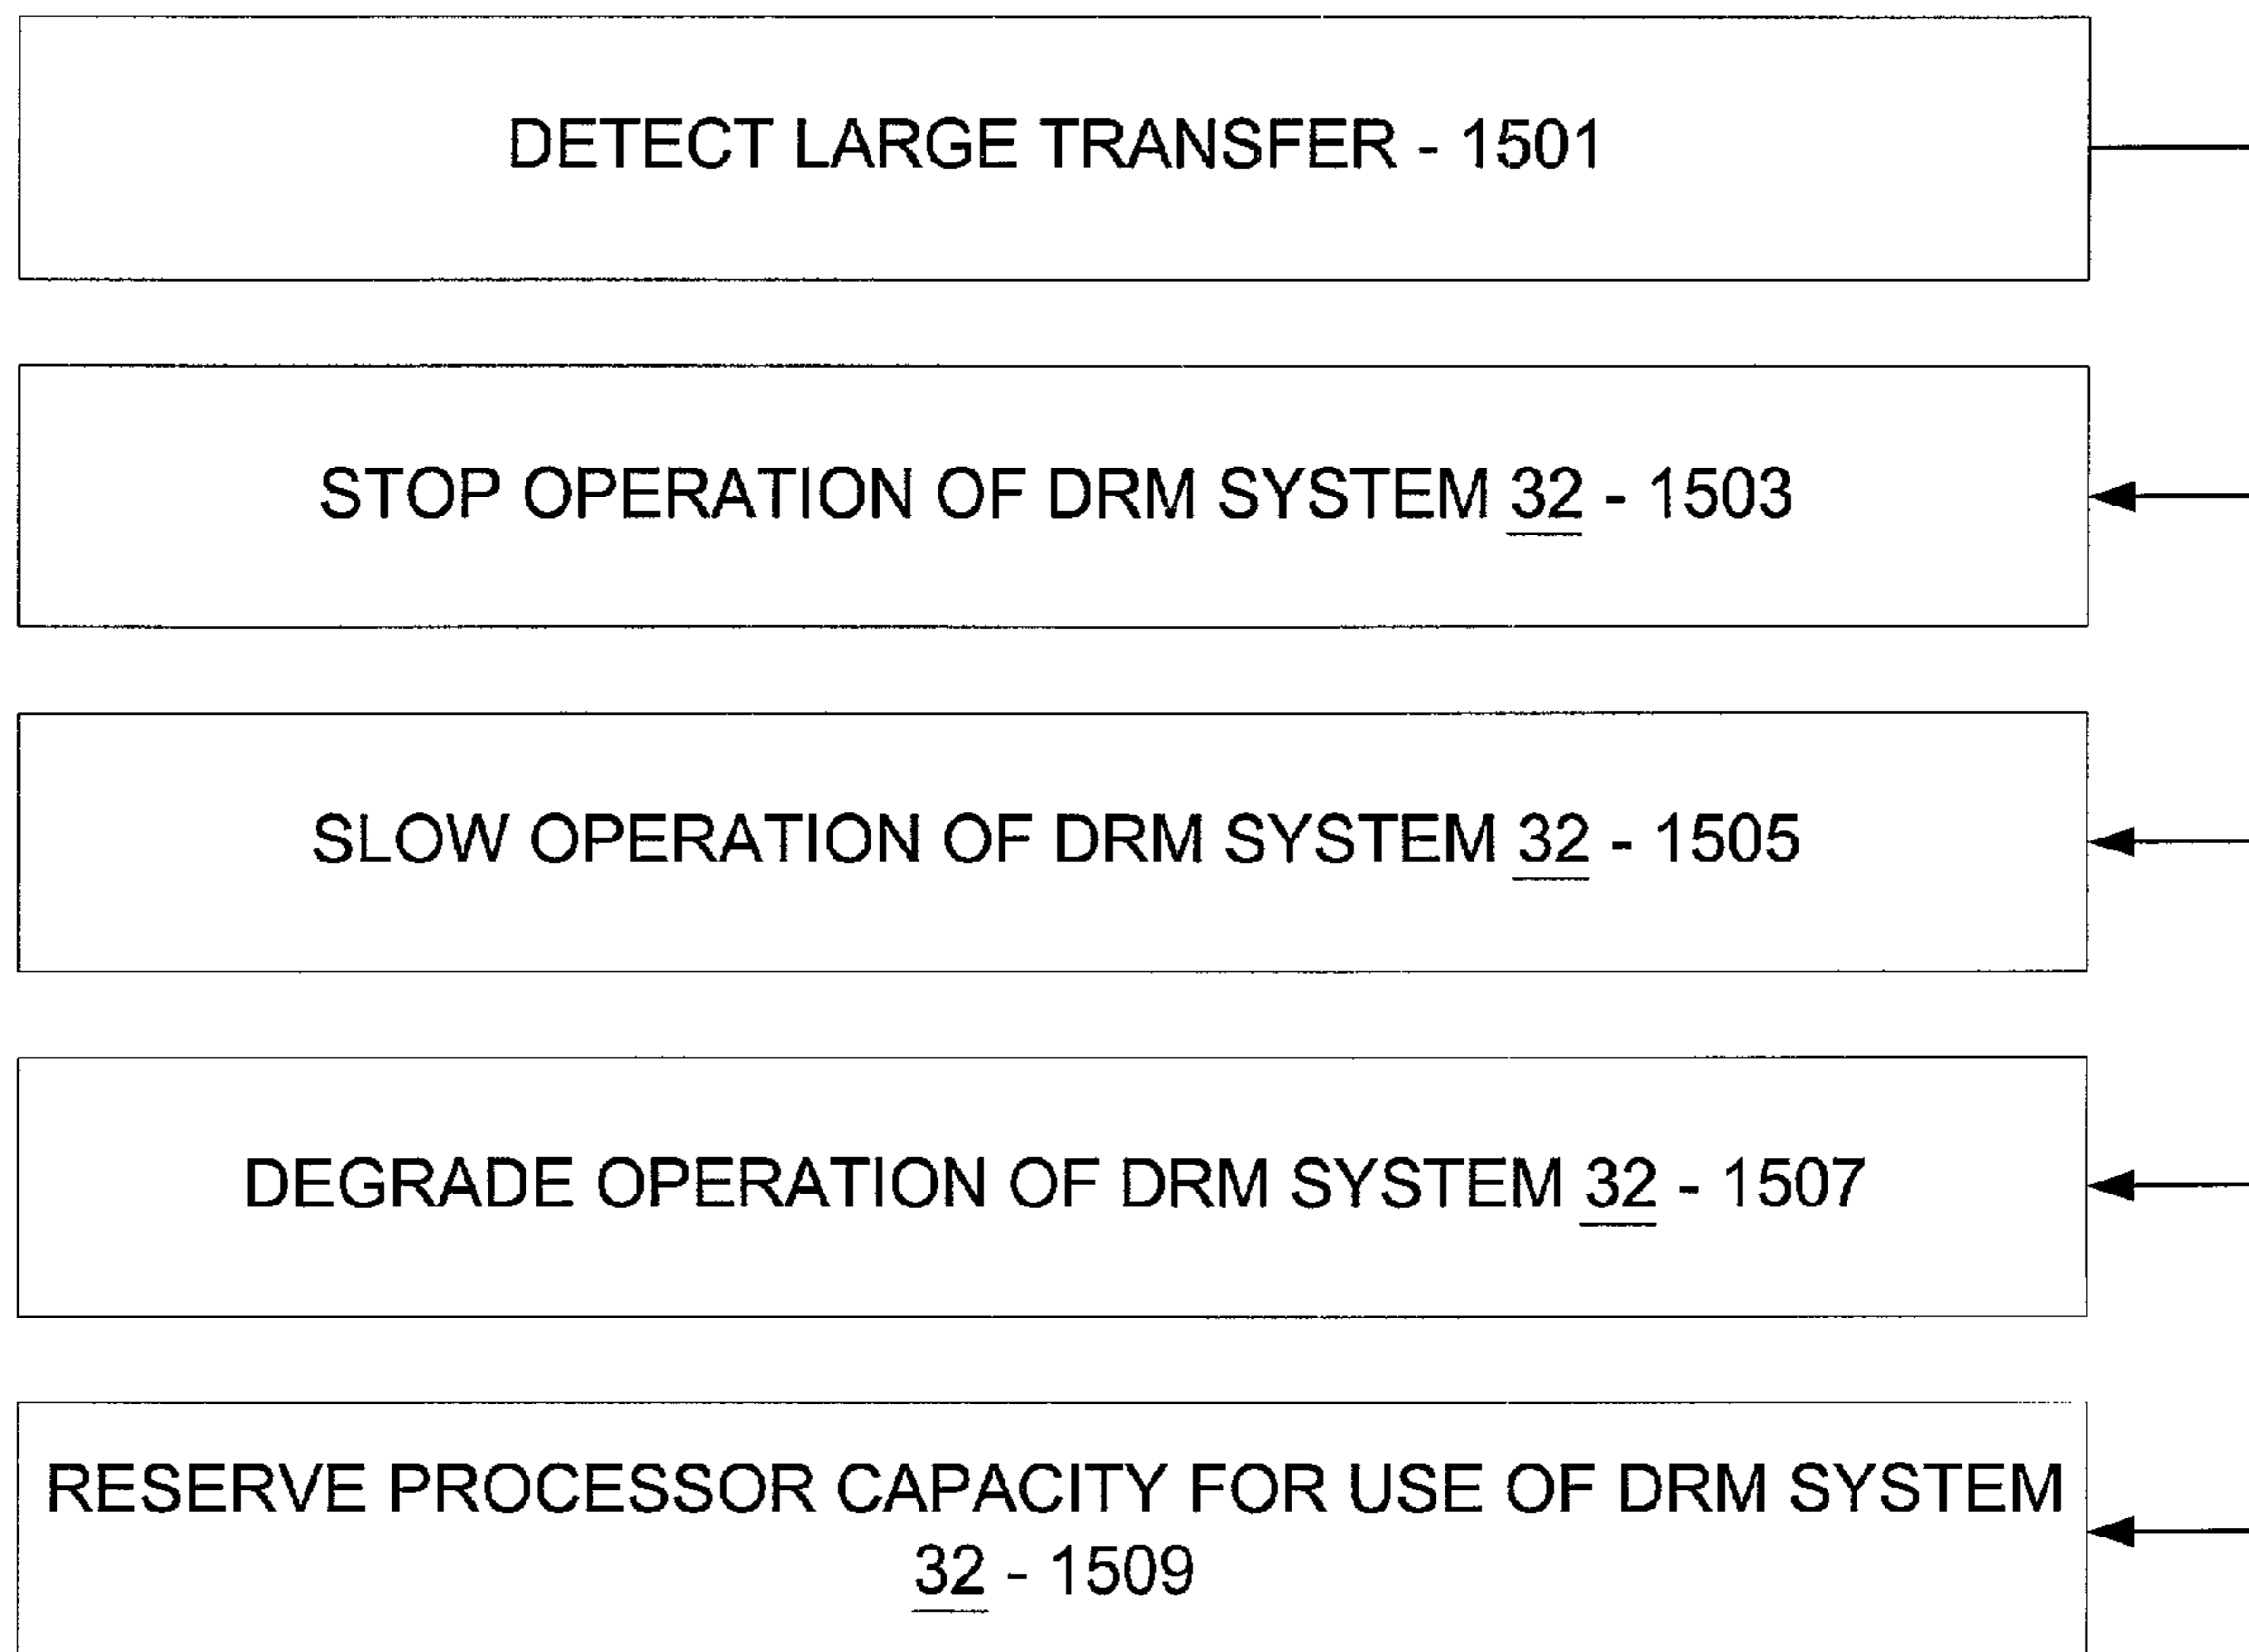 DETECT LARGE TRANSFER - 1501
STOP OPERATION OF DRM SYSTEM 32 - 1503
SLOW OPERATION OF DRM SYSTEM 32 - 1505
DEGRADE OPERATION OF DRM SYSTEM 32 - 1507
RESERVE PROCESSOR CAPACITY FOR USE OF DRM SYSTEM
32 - 1509